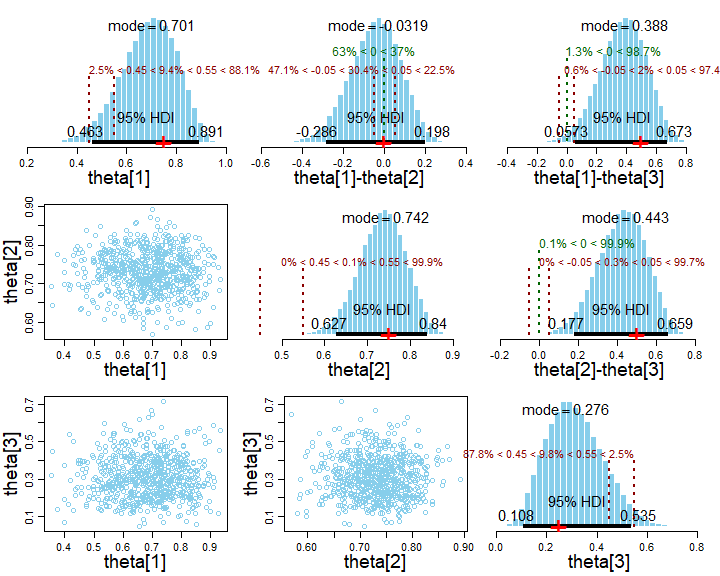 mode = 0.701
2.5% < 0.45 < 9.4% < 0.55 < 88.1%
95% HDI
0.463 0.891
0.2 0.4 0.6 0.8 1.0
theta[1]
mode = -0.0319
63% < 0 < 37%
47.1% < -0.05 < 30.4% < 0.05 < 22.5%
95% HDI
-0.286 0.198
-0.6 -0.4 -0.2 0.0 0.2 0.4
theta[1]-theta[2]
mode = 0.388
1.3% < 0 < 98.7%
0.6% < -0.05 < 2% < 0.05 < 97.4
95% HDI
0.0573 0.673
-0.4 -0.2 0.0 0.2 0.4 0.6 0.8
theta[1]-theta[3]
theta[2]
0.60 0.70 0.80 0.90
0.4 0.5 0.6 0.7 0.8 0.9
theta[1]
mode = 0.742
0% < 0.45 < 0.1% < 0.55 < 99.9%
95% HDI
0.627 0.84
0.5 0.6 0.7 0.8 0.9
theta[2]
mode = 0.443
0.1% < 0 < 99.9%
0% < -0.05 < 0.3% < 0.05 < 99.7%
95% HDI
0.177 0.659
-0.2 0.0 0.2 0.4 0.6 0.8
theta[2]-theta[3]
theta[3]
0.1 0.3 0.5 0.7
0.4 0.5 0.6 0.7 0.8 0.9
theta[1]
theta[3]
0.1 0.3 0.5 0.7
0.60 0.70 0.80 0.90
theta[2]
mode = 0.276
87.8% < 0.45 < 9.8% < 0.55 < 2.5%
95% HDI
0.108 0.535
0.0 0.2 0.4 0.6 0.8
theta[3]